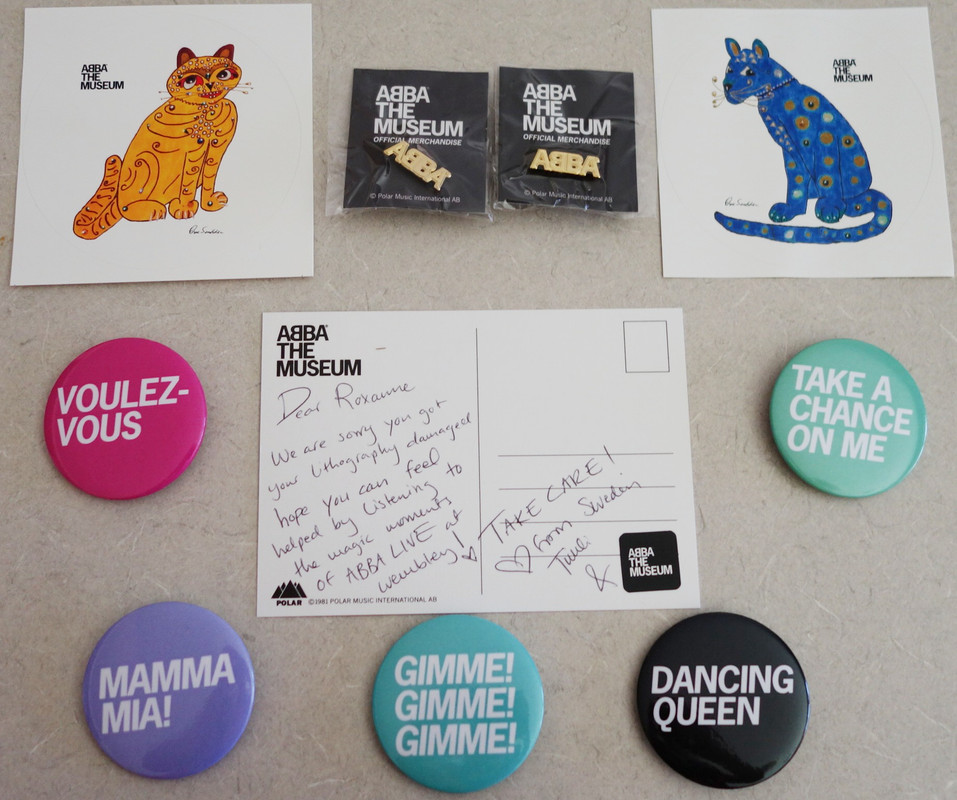 ABBA
THE
MUSEUM
ABBA
THE
MUSEUM
OFFICIAL MERCHANDISE
ABBA
© Polar Music International AB
ABBA
THE
MUSEUM
OFFICIAL MERCHANDISE
ABBA
© Polar Music International AB
ABBA
THE
MUSEUM
VOULEZ-
VOUS
ABBA
THE
MUSEUM
Dear Roxanne
We are sorry you got
your lithography damaged
hope you can feel
helped by listening to
the magic moments
of ABBA LIVE at
Wembley!
POLAR
©1981 POLAR MUSIC INTERNATIONAL AB
TAKE CARE!
From Sweden
&
ABBA
THE
MUSEUM
TAKE A
CHANCE
ON ME
MAMMA
MIA!
GIMME!
GIMME!
GIMME!
DANCING
QUEEN